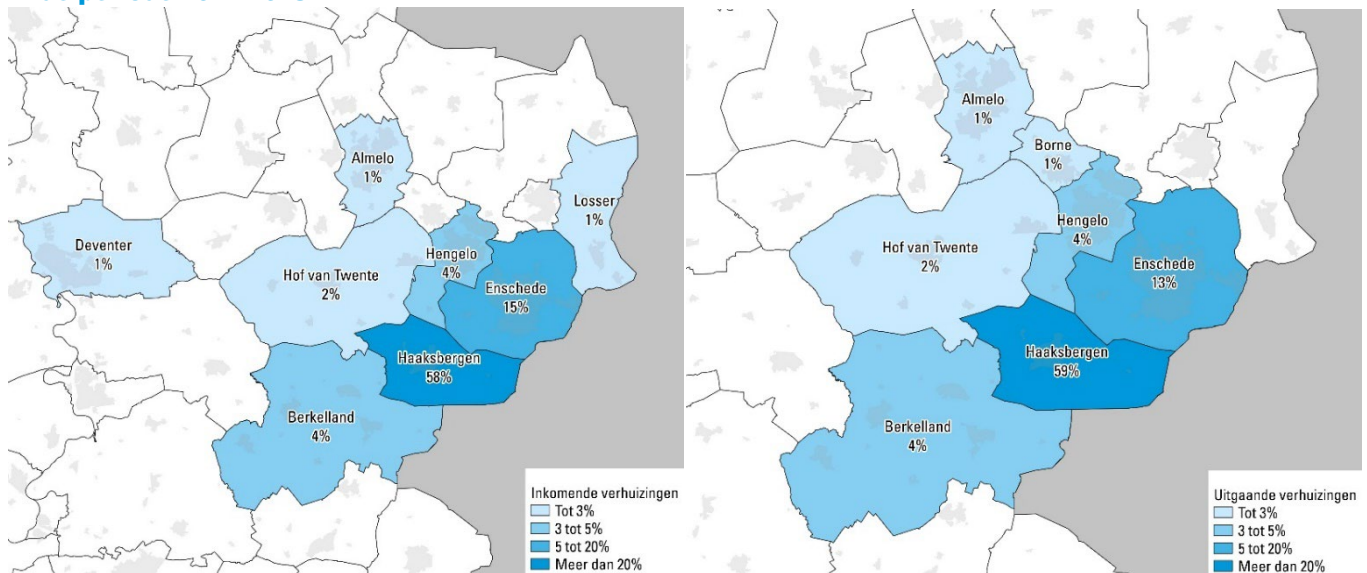 Almelo
1%
Losser
1%
Deventer
1%
Hengelo
4%
Hof van Twente
2%
Enschede
15%
Haaksbergen
58%
Berkelland
4%
Inkomende verhuizingen
Tot 3%
3 tot 5%
5 tot 20%
Meer dan 20%
Almelo
1%
Borne
1%
Hengelo
4%
Hof van Twente
2%
Enschede
13%
Haaksbergen
59%
Berkelland
4%
Uitgaande verhuizingen
Tot 3%
3 tot 5%
5 tot 20%
Meer dan 20%